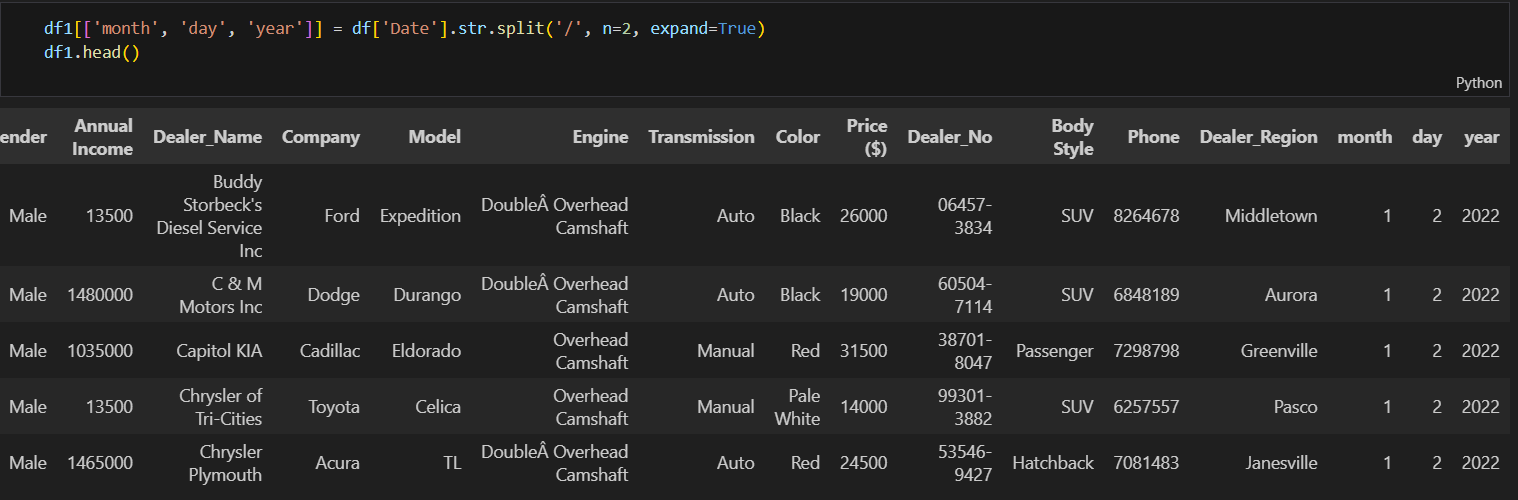 df1[['month', 'day', 'year']] = df['Date'].str.split('/', n=2, expand=True)
df1.head()
Python
ender Annual Income Dealer_Name Company Model Engine Transmission Color Price ($) Dealer_No Body Style Phone Dealer_Region month day year
Male 13500 Buddy Storbeck's Diesel Service Inc Ford Expedition DoubleÂ Overhead Camshaft Auto Black 26000 06457-3834 SUV 8264678 Middletown 1 2 2022
Male 1480000 C & M Motors Inc Dodge Durango DoubleÂ Overhead Camshaft Auto Black 19000 60504-7114 SUV 6848189 Aurora 1 2 2022
Male 1035000 Capitol KIA Cadillac Eldorado Overhead Camshaft Manual Red 31500 38701-8047 Passenger 7298798 Greenville 1 2 2022
Male 13500 Chrysler of Tri-Cities Toyota Celica Overhead Camshaft Manual Pale White 14000 99301-3882 SUV 6257557 Pasco 1 2 2022
Male 1465000 Chrysler Plymouth Acura TL DoubleÂ Overhead Camshaft Auto Red 24500 53546-9427 Hatchback 7081483 Janesville 1 2 2022